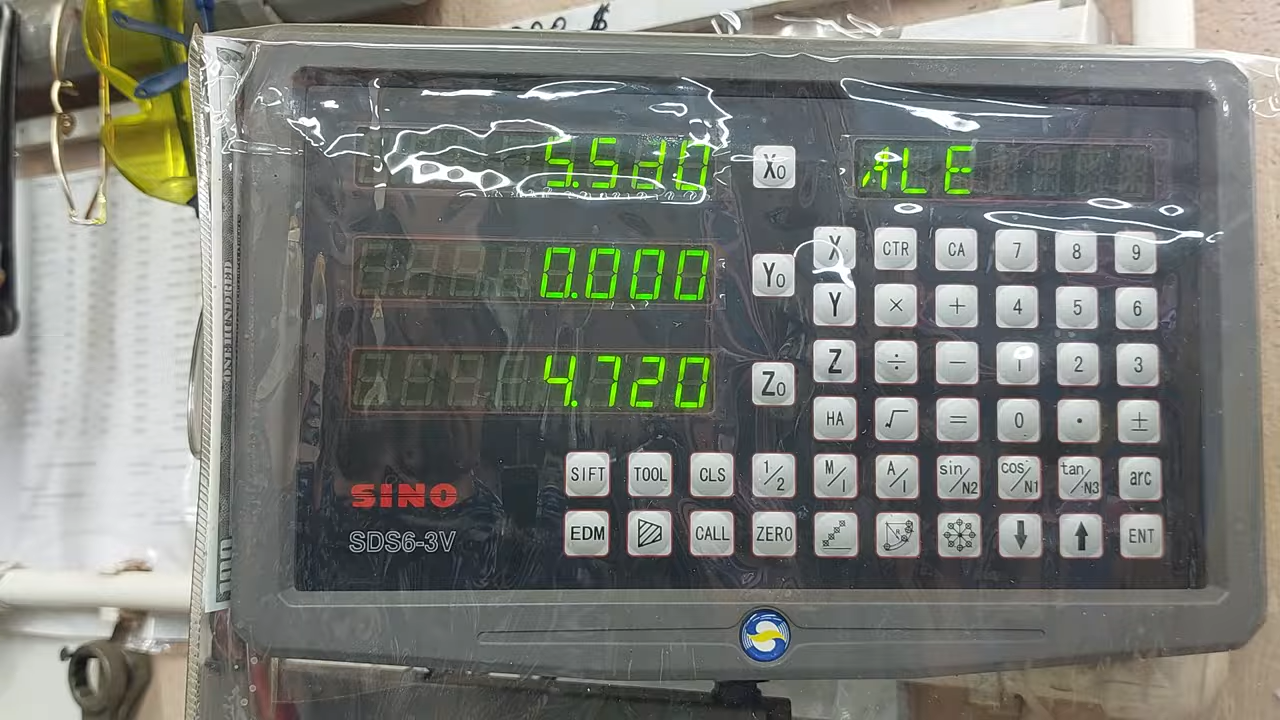 5.5d0 X0 ALE
0.000 Y0
4.720 Z0
X CTR CA 7 8 9
Y × + 4 5 6
Z ÷ − 1 2 3
HA √ = 0 . ±
SIFT TOOL CLS 1/2 M/I A/I sin/N2 cos/N1 tan/N3 arc
EDM CALL ZERO ENT
SINO
SDS6-3V